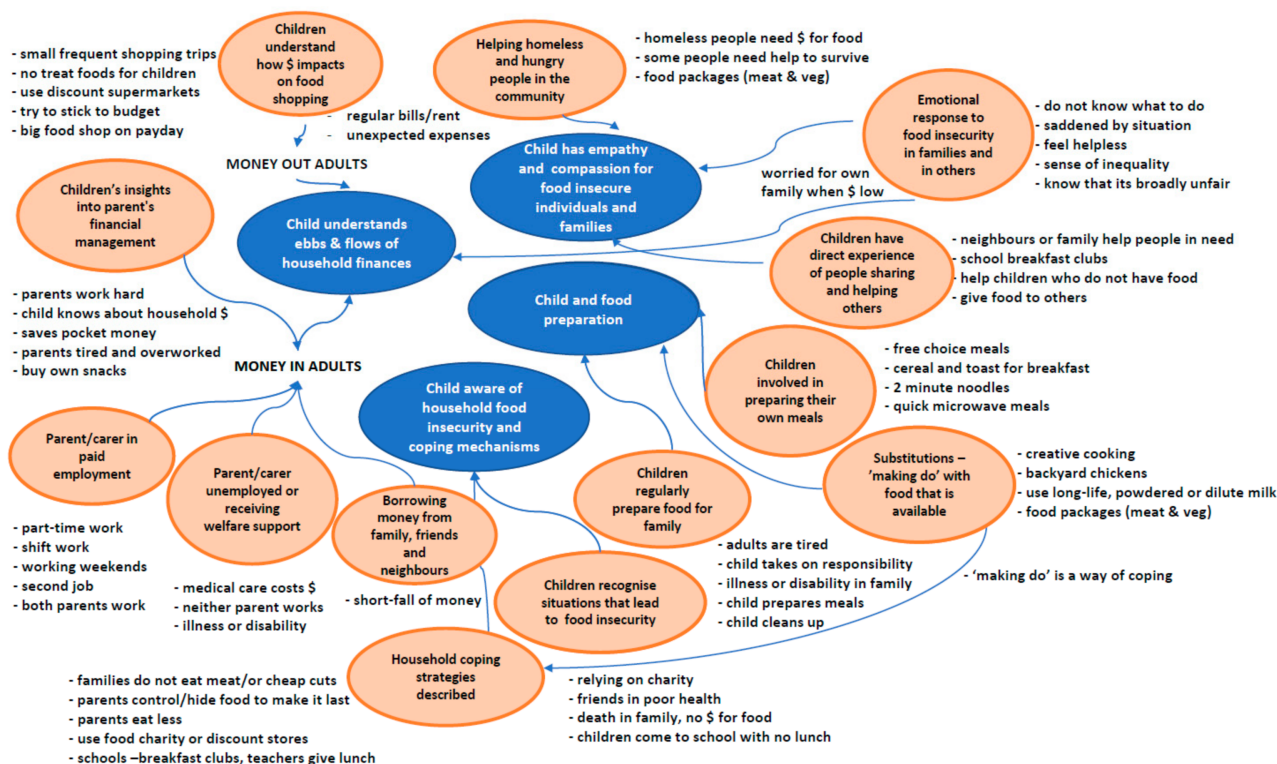 Children
understand
how $ impacts
on food
shopping
- small frequent shopping trips
- no treat foods for children
- use discount supermarkets
- try to stick to budget
- big food shop on payday
- regular bills/rent
- unexpected expenses
MONEY OUT ADULTS
Helping homeless
and hungry
people in the
community
- homeless people need $ for food
- some people need help to survive
- food packages (meat & veg)
Emotional
response to
food insecurity
in families and
in others
- do not know what to do
- saddened by situation
- feel helpless
- sense of inequality
- know that its broadly unfair
Child has empathy
and compassion for
food insecure
individuals and
families
worried for own
family when $ low
Children's insights
into parent's
financial
management
Child understands
ebbs & flows of
household finances
Children have
direct experience
of people sharing
and helping
others
- neighbours or family help people in need
- school breakfast clubs
- help children who do not have food
- give food to others
- parents work hard
- child knows about household $
- saves pocket money
- parents tired and overworked
- buy own snacks
MONEY IN ADULTS
Child and food
preparation
Children
involved in
preparing their
own meals
- free choice meals
- cereal and toast for breakfast
- 2 minute noodles
- quick microwave meals
Child aware of
household food
insecurity and
coping mechanisms
Parent/carer in
paid
employment
- part-time work
- shift work
- working weekends
- second job
- both parents work
Parent/carer
unemployed or
receiving
welfare support
- medical care costs $
- neither parent works
- illness or disability
Borrowing
money from
family, friends
and
neighbours
- short-fall of money
Children
regularly
prepare food for
family
- adults are tired
- child takes on responsibility
- illness or disability in family
- child prepares meals
- child cleans up
Substitutions –
’making do’ with
food that is
available
- creative cooking
- backyard chickens
- use long-life, powdered or dilute milk
- food packages (meat & veg)
- ‘making do’ is a way of coping
Children recognise
situations that lead
to food insecurity
Household coping
strategies
described
- families do not eat meat/or cheap cuts
- parents control/hide food to make it last
- parents eat less
- use food charity or discount stores
- schools –breakfast clubs, teachers give lunch
- relying on charity
- friends in poor health
- death in family, no $ for food
- children come to school with no lunch